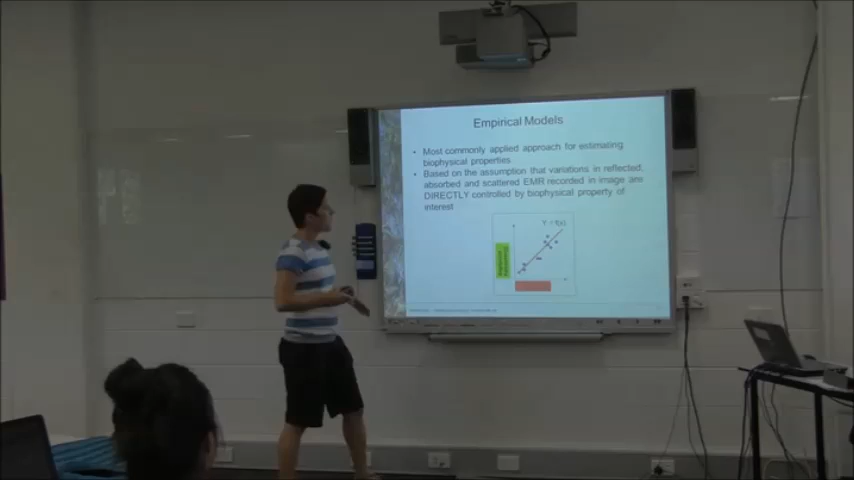 Empirical Models
• Most commonly applied approach for estimating
biophysical properties
• Based on the assumption that variations in reflected,
absorbed and scattered EMR recorded in image are
DIRECTLY controlled by biophysical property of
interest